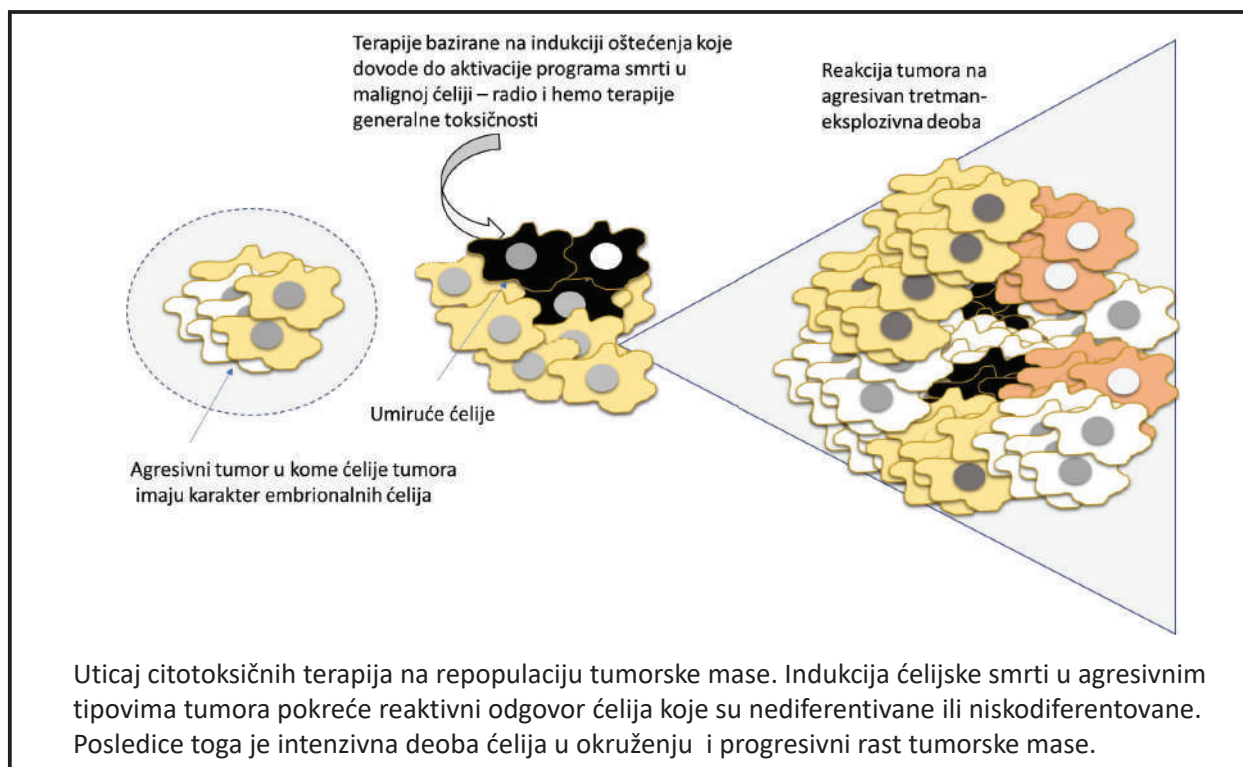 Terapije bazirane na indukciji oštećenja koje
dovode do aktivacije programa smrti u
malignoj ćeliji – radio i hemo terapije
generalne toksičnosti
Reakcija tumora na
agresivan tretman-
eksplozivna deoba
Umiruće ćelije
Agresivni tumor u kome ćelije tumora
imaju karakter embrionalnih ćelija
Uticaj citotoksičnih terapija na repopulaciju tumorske mase. Indukcija ćelijske smrti u agresivnim
tipovima tumora pokreće reaktivni odgovor ćelija koje su nediferentivane ili niskodiferentovane.
Posledice toga je intenzivna deoba ćelija u okruženju i progresivni rast tumorske mase.